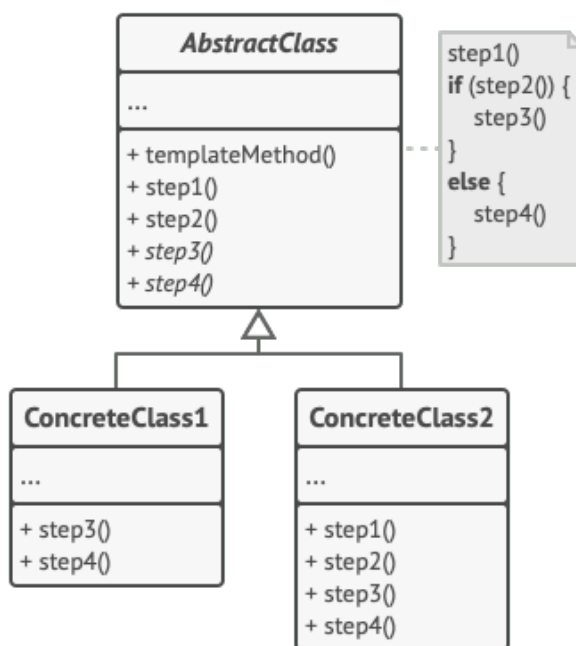 AbstractClass
...
+ templateMethod()
+ step1()
+ step2()
+ step3()
+ step4()
step1()
if (step2()) {
step3()
}
else {
step4()
}
ConcreteClass1
...
+ step3()
+ step4()
ConcreteClass2
...
+ step1()
+ step2()
+ step3()
+ step4()